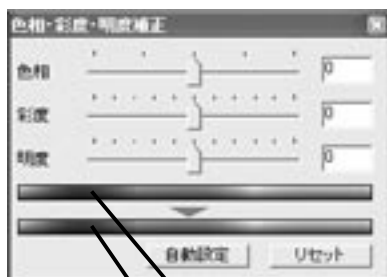 色相・彩度・明度補正
色相 0
彩度 0
明度 0
自動設定 リセット